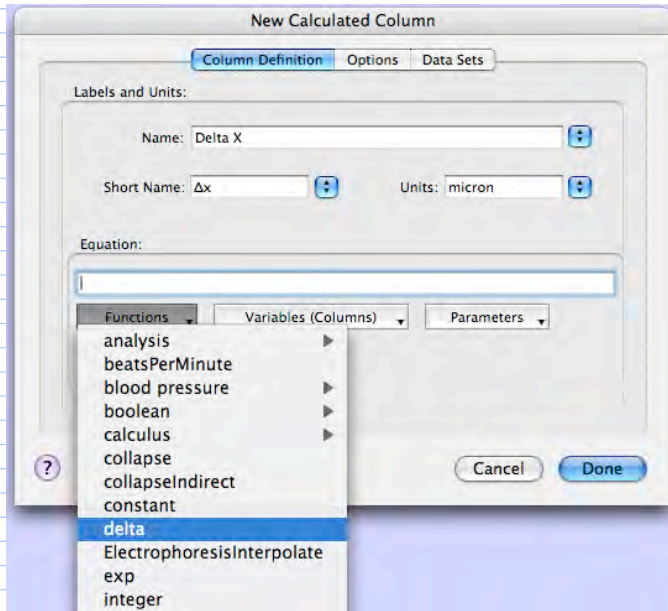 New Calculated Column
Column Definition Options Data Sets
Labels and Units:
Name: Delta X
Short Name: Δx Units: micron
Equation:
Functions Variables (Columns) Parameters
analysis
beatsPerMinute
blood pressure
boolean
calculus
collapse
collapseIndirect
constant
delta
ElectrophoresisInterpolate
exp
integer
? Cancel Done